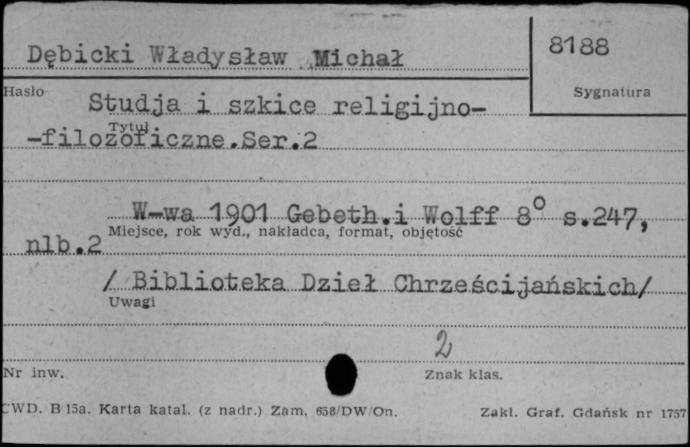 Dębicki Władysław Michał
8188
Hasło
Sygnatura
Studja i szkice religijno-
Tytuł
-filozoficzne.Ser.2
W-wa 1901 Gebeth.i Wolff 8° s.247,
Miejsce, rok wyd., nakładca, format, objętość
nlb.2
/ Biblioteka Dzieł Chrześcijańskich/
Uwagi
2
Nr inw.
Znak klas.
CWD. B 15a. Karta katal. (z nadr.) Zam. 658/DW/On.
Zakł. Graf. Gdańsk nr 1757